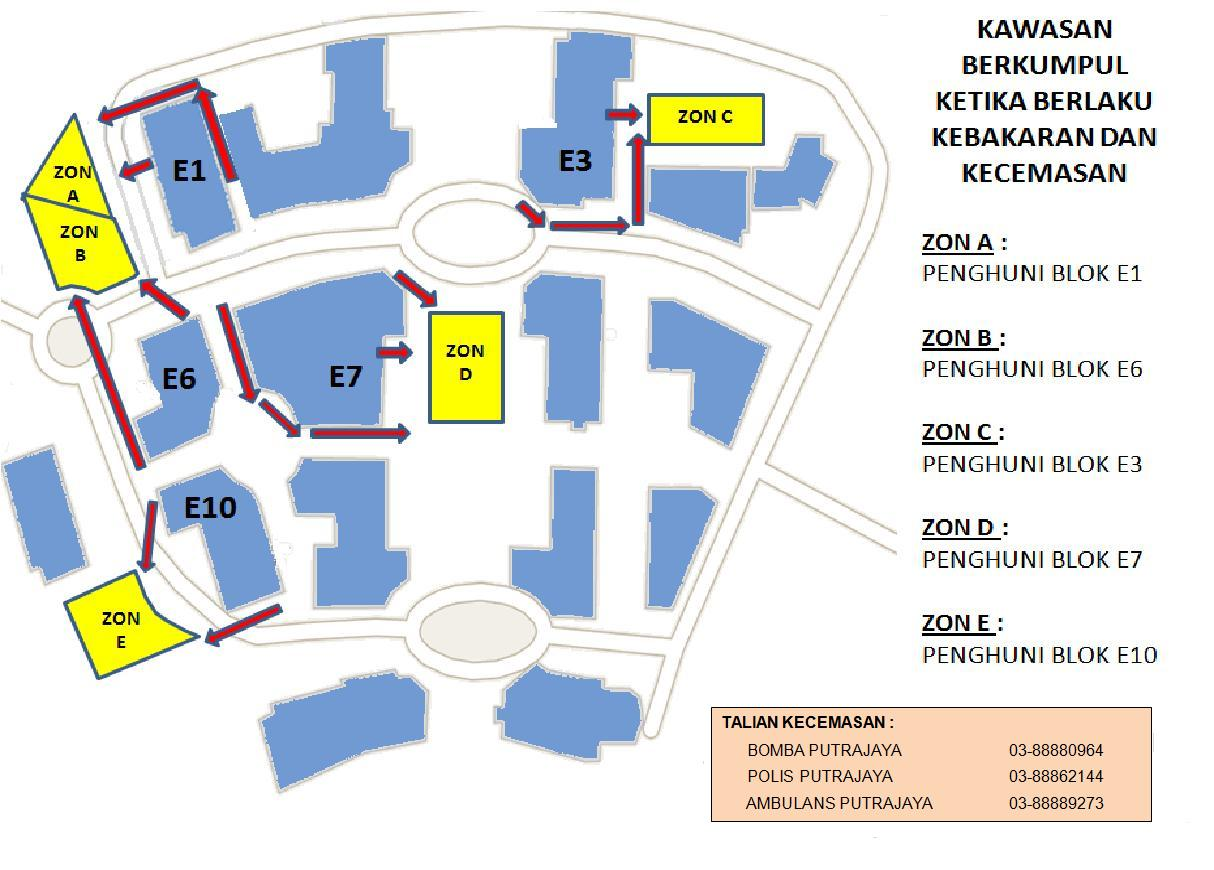 KAWASAN
BERKUMPUL
KETIKA BERLAKU
KEBAKARAN DAN
KECEMASAN
ZON C
E1
E3
ZON
A
ZON
B
ZON A :
PENGHUNI BLOK E1
ZON B :
PENGHUNI BLOK E6
E6
E7
ZON
D
ZON C :
PENGHUNI BLOK E3
E10
ZON D :
PENGHUNI BLOK E7
ZON
E
ZON E :
PENGHUNI BLOK E10
TALIAN KECEMASAN :
BOMBA PUTRAJAYA 03-88880964
POLIS PUTRAJAYA 03-88862144
AMBULANS PUTRAJAYA 03-88889273